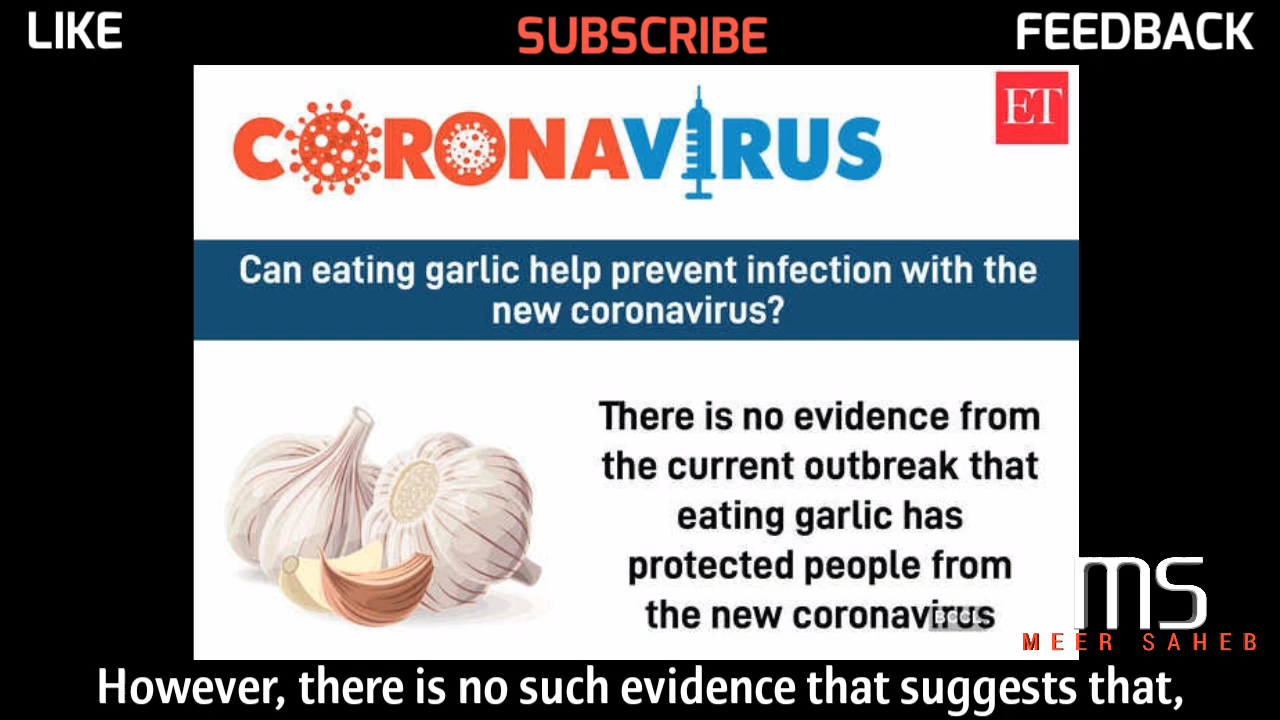 LIKE
SUBSCRIBE
FEEDBACK
CORONAVIRUS
ET
Can eating garlic help prevent infection with the
new coronavirus?
There is no evidence from
the current outbreak that
eating garlic has
protected people from
the new coronavirus
BCCL
MS
MEER SAHEB
However, there is no such evidence that suggests that,